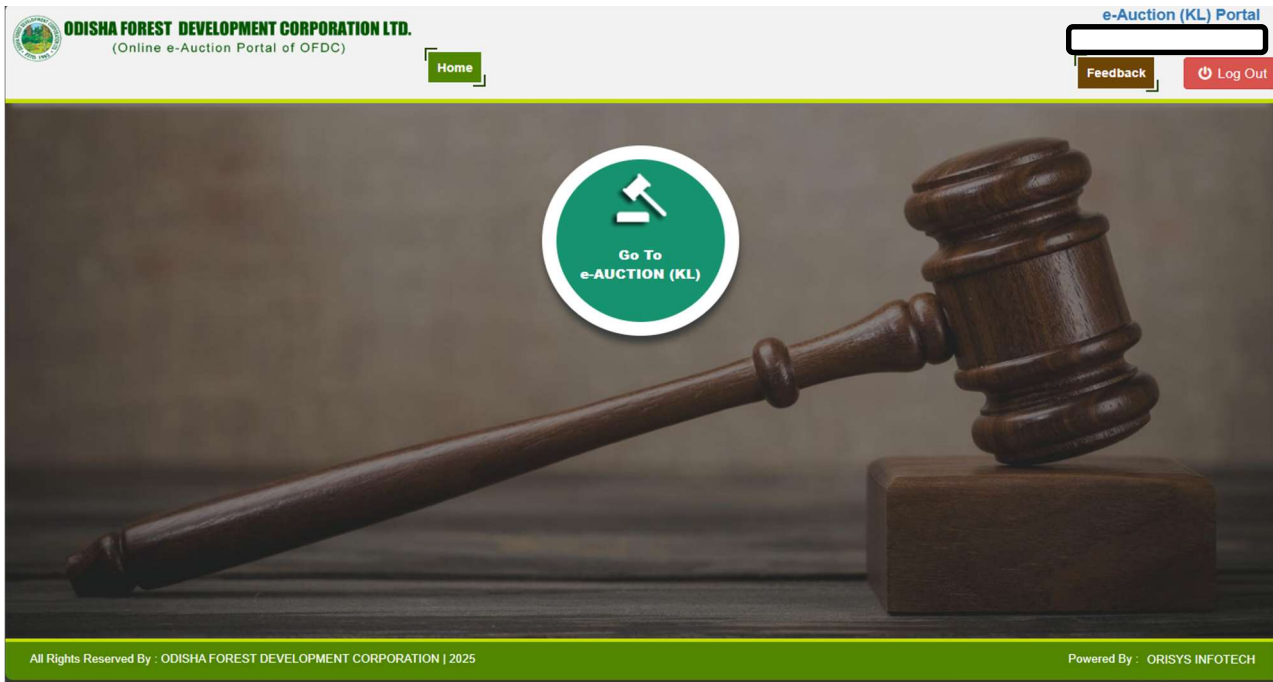 ODISHA FOREST DEVELOPMENT CORPORATION LTD.
(Online e-Auction Portal of OFDC)
Home
e-Auction (KL) Portal
Feedback
Log Out
Go To
e-AUCTION (KL)
All Rights Reserved By : ODISHA FOREST DEVELOPMENT CORPORATION | 2025
Powered By : ORISYS INFOTECH